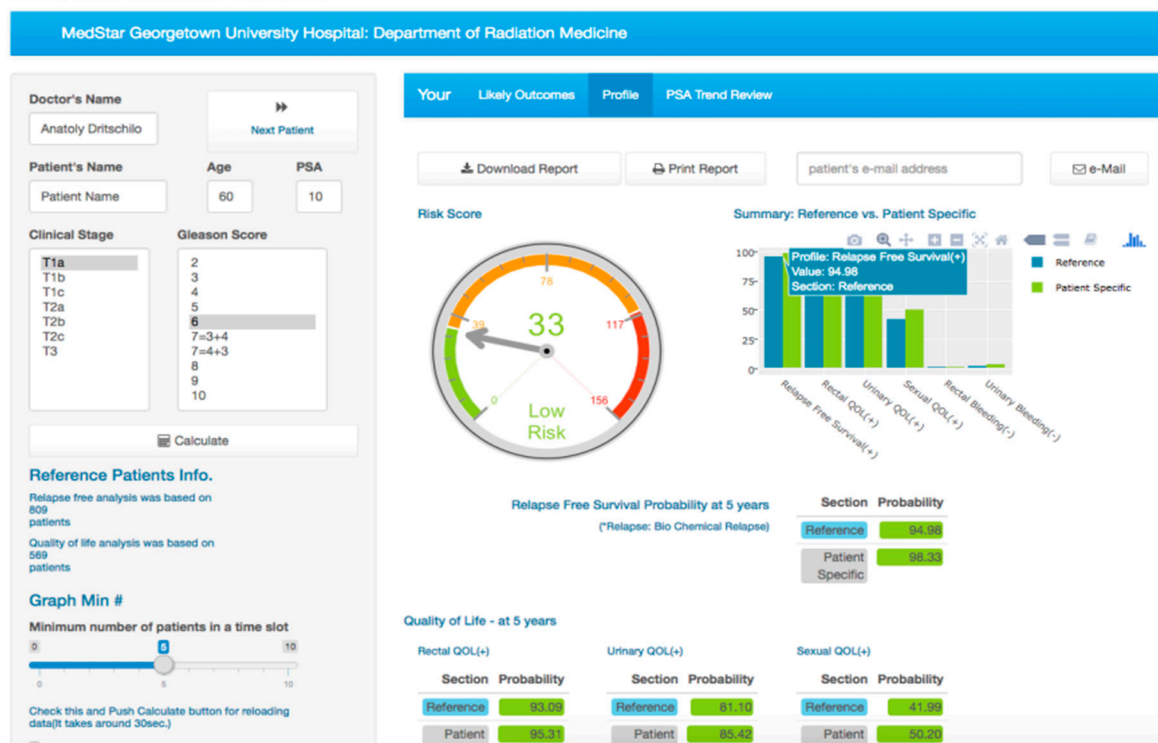 MedStar Georgetown University Hospital: Department of Radiation Medicine
Doctor's Name
Anatoly Dritschilo
Next Patient
Patient's Name
Age
PSA
Patient Name
60
10
Clinical Stage
Gleason Score
T1a
T1b
T1c
T2a
T2b
T2c
T3
2
3
4
5
6
7=3+4
7=4+3
8
9
10
Calculate
Reference Patients Info.
Relapse free analysis was based on
809
patients
Quality of life analysis was based on
569
patients
Graph Min #
Minimum number of patients in a time slot
0
5
10
0
5
10
Check this and Push Calculate button for reloading
data(It takes around 30sec.)
Your Likely Outcomes Profile PSA Trend Review
Download Report
Print Report
patient's e-mail address
e-Mail
Risk Score
78
39
117
33
0
156
Low
Risk
Summary: Reference vs. Patient Specific
100
75
50
25
0
Profile: Relapse Free Survival(+)
Value: 94.98
Section: Reference
Reference
Patient Specific
Relapse Free Survival(+)
Rectal QOL(+)
Urinary QOL(+)
Sexual QOL(+)
Rectal Bleeding(-)
Urinary Bleeding(-)
Relapse Free Survival Probability at 5 years
(*Relapse: Bio Chemical Relapse)
Section Probability
Reference 94.98
Patient
Specific 98.33
Quality of Life - at 5 years
Rectal QOL(+)
Section Probability
Reference 93.09
Patient 95.31
Urinary QOL(+)
Section Probability
Reference 81.10
Patient 85.42
Sexual QOL(+)
Section Probability
Reference 41.99
Patient 50.20